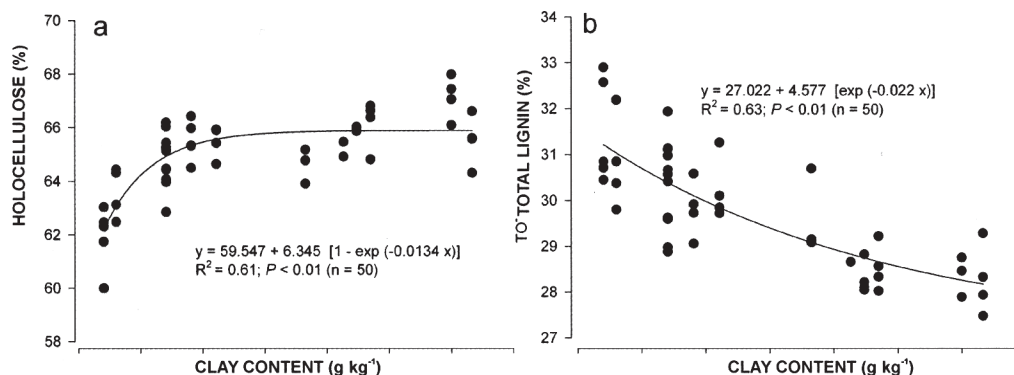 a
HOLOCELLULOSE (%)
70
68
66
64
62
60
58
y = 59.547 + 6.345 [1 - exp (-0.0134 x)]
R² = 0.61; P < 0.01 (n = 50)
CLAY CONTENT (g kg⁻¹)
b
TO⁻TOTAL LIGNIN (%)
34
33
32
31
30
29
28
27
y = 27.022 + 4.577 [exp (-0.022 x)]
R² = 0.63; P < 0.01 (n = 50)
CLAY CONTENT (g kg⁻¹)